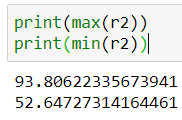 print(max(r2))
print(min(r2))
93.80622335673941
52.64727314164461